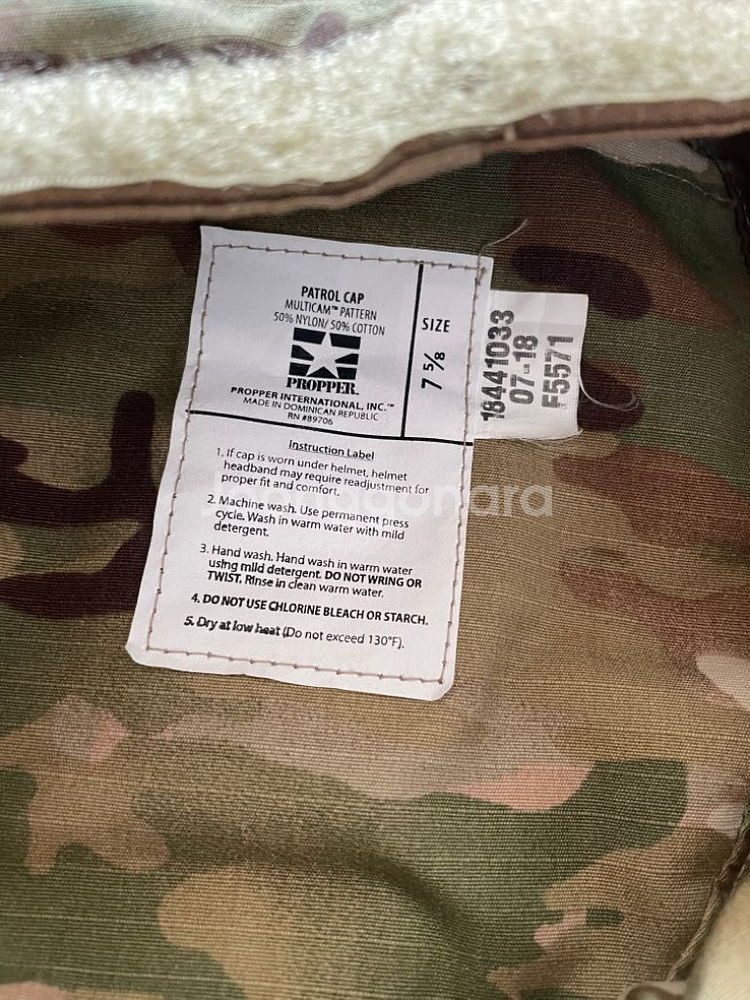 PATROL CAP
MULTICAM™ PATTERN
50% NYLON/ 50% COTTON
PROPPER™
PROPPER INTERNATIONAL, INC.™
MADE IN DOMINICAN REPUBLIC
RN #89706
SIZE
7 5/8
18441033
07-18
F5571
Instruction Label
1. If cap is worn under helmet, helmet
headband may require readjustment for
proper fit and comfort.
2. Machine wash. Use permanent press
cycle. Wash in warm water with mild
detergent.
3. Hand wash. Hand wash in warm water
using mild detergent. DO NOT WRING OR
TWIST. Rinse in clean warm water.
4. DO NOT USE CHLORINE BLEACH OR STARCH.
5. Dry at low heat (Do not exceed 130°F).